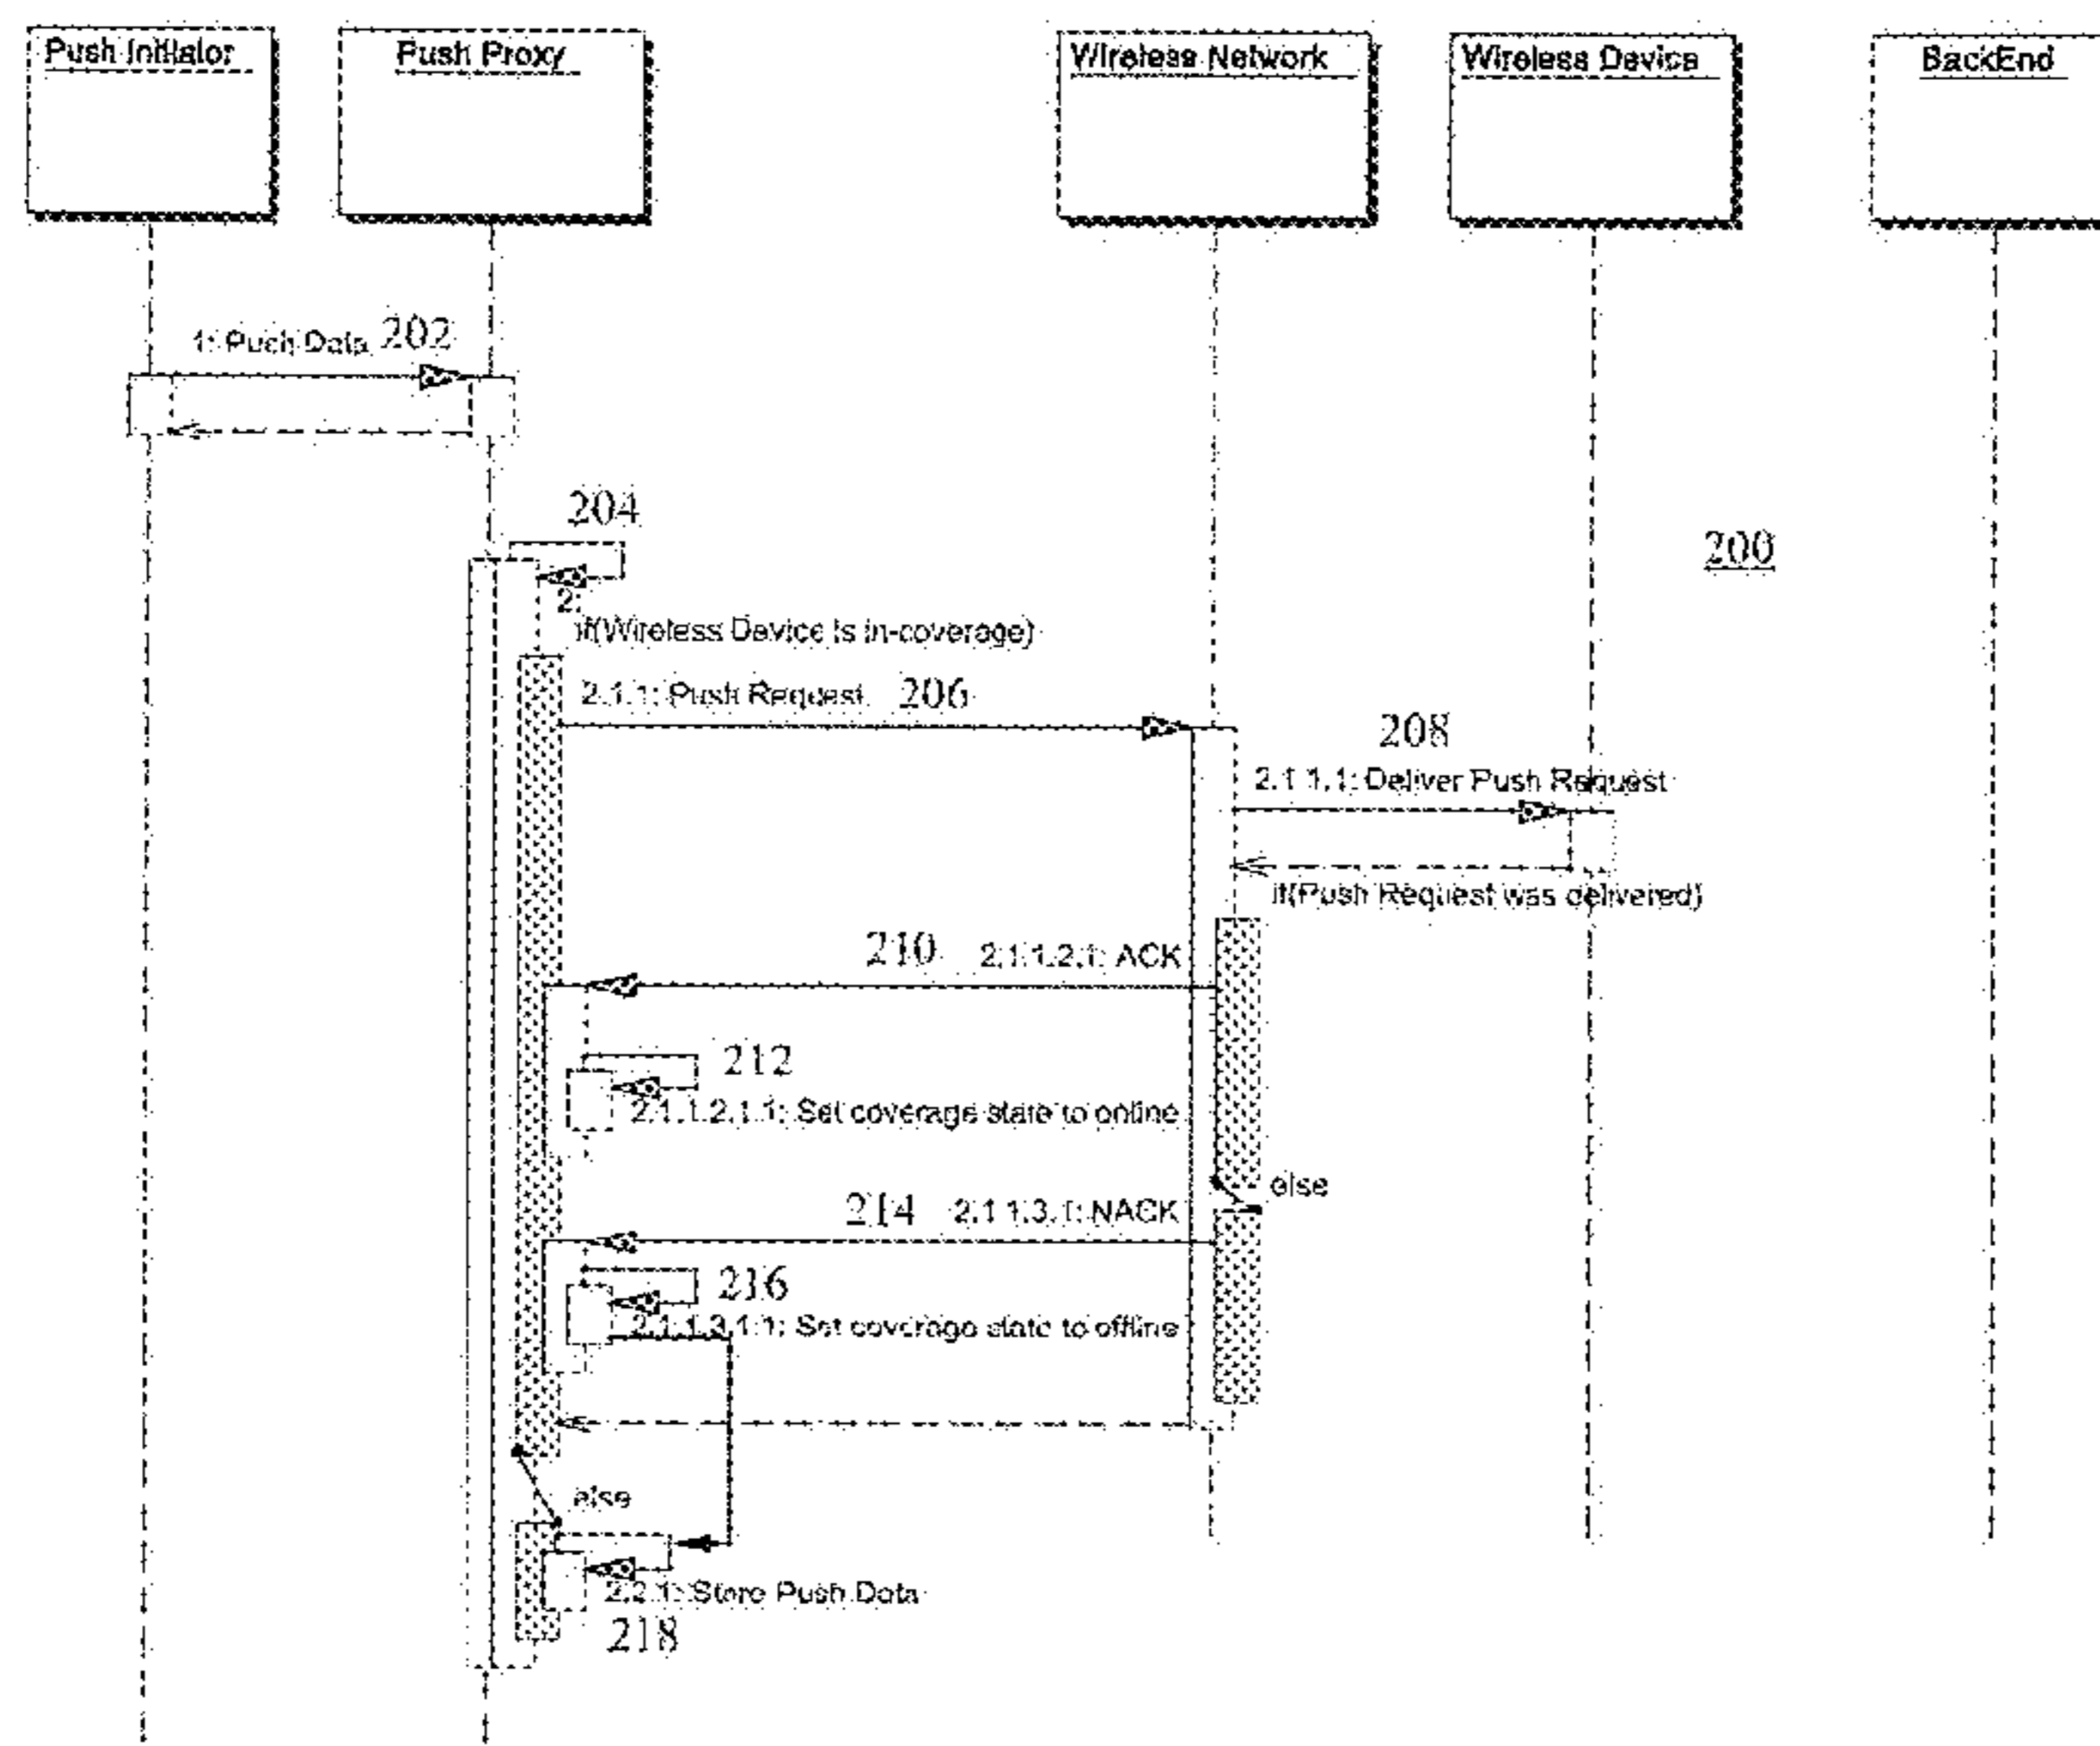 Push Initiator
Push Proxy
Wireless Network
Wireless Device
BackEnd
1: Push Data 202
204
200
2:
if(Wireless Device is in-coverage)
2.1.1: Push Request 206
208
2.1.1.1: Deliver Push Request
if(Push Request was delivered)
210 2.1.1.2.1: ACK
212
2.1.1.2.1.1: Set coverage state to online
else
214 2.1.1.3.1: NACK
216
2.1.1.3.1.1: Set coverage state to offline
else
2.2.1: Store Push Data
218